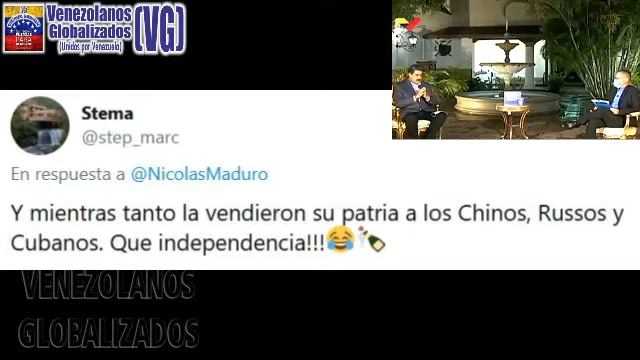 Venezolanos
Globalizados
(Unidos por Venezuela)
(VG)
Stema
@step_marc
En respuesta a @NicolasMaduro
Y mientras tanto la vendieron su patria a los Chinos, Russos y
Cubanos. Que independencia!!!😂🍾
VENEZOLANOS
GLOBALIZADOS